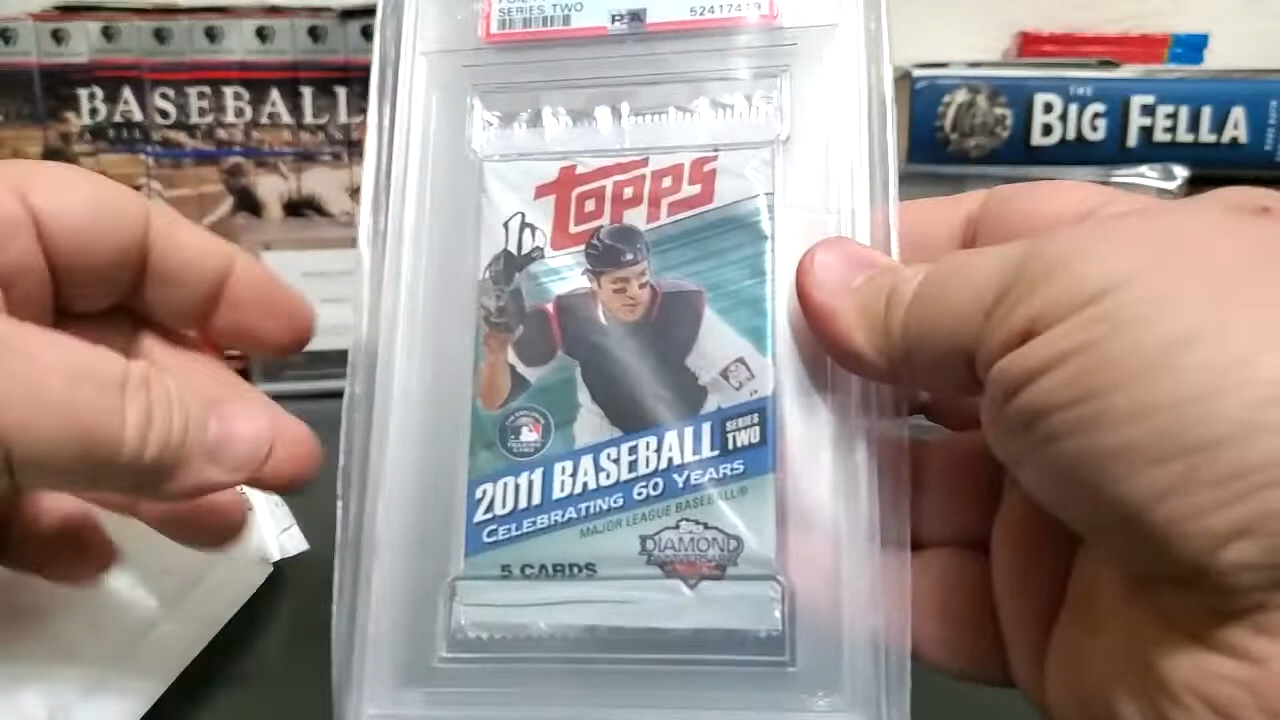 SERIES TWO
PSA
52417419
BASEBALL
THE
BIG FELLA
TOPPS
2011 BASEBALL
SERIES
TWO
CELEBRATING 60 YEARS
MAJOR LEAGUE BASEBALL®
TOPPS
DIAMOND
ANNIVERSARY
5 CARDS